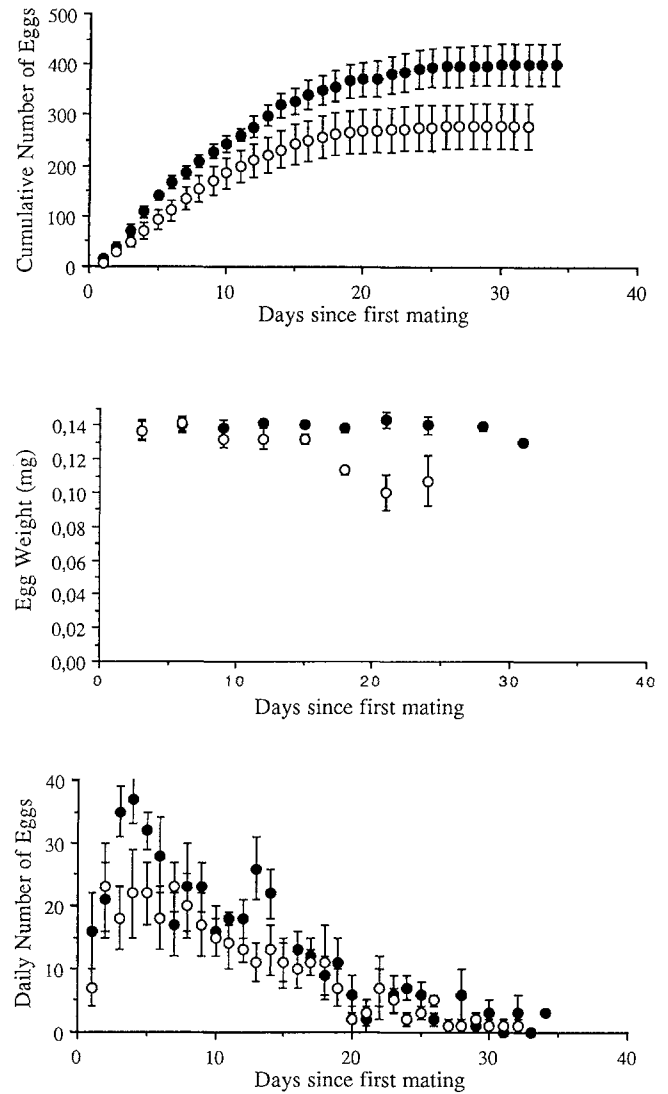 500
400
300
200
100
0
Cumulative Number of Eggs
0 10 20 30 40
Days since first mating
0,14
0,12
0,10
0,08
0,06
0,04
0,02
0,00
Egg Weight (mg)
0 10 20 30 40
Days since first mating
40
30
20
10
0
Daily Number of Eggs
0 10 20 30 40
Days since first mating